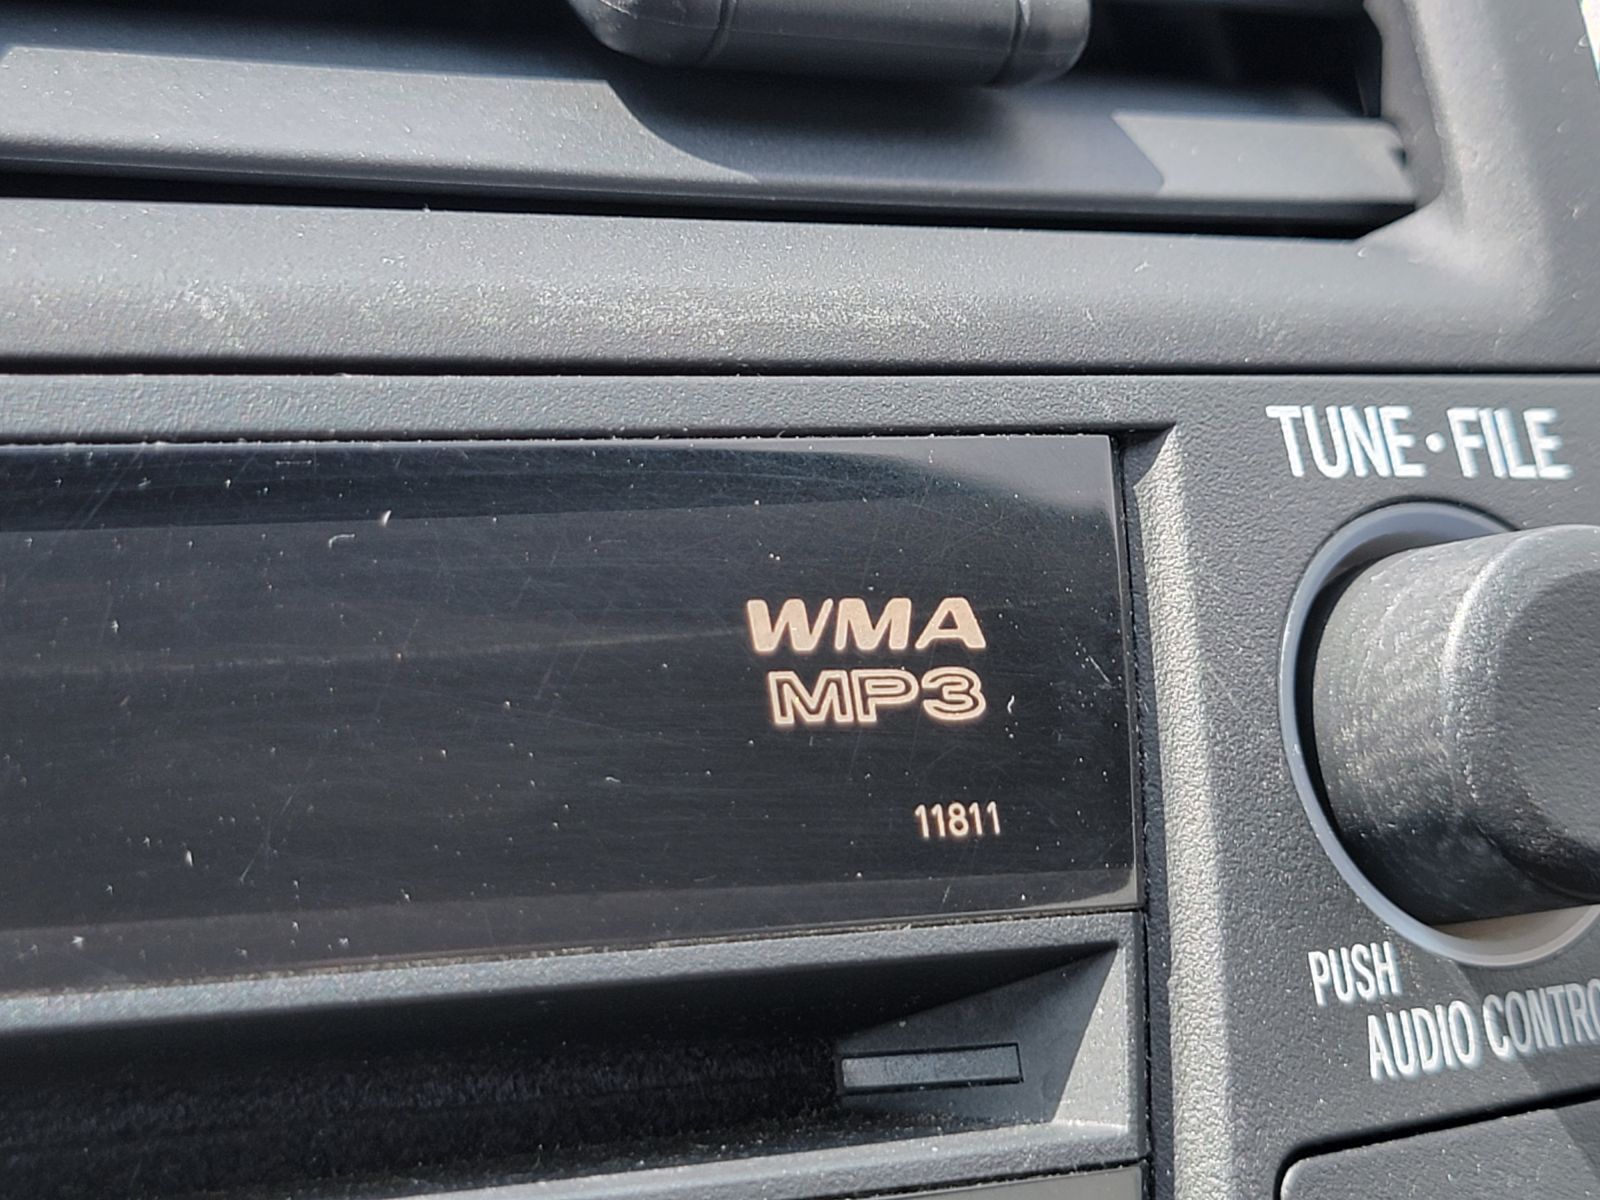 TUNE•FILE
WMA
MP3
11811
PUSH
AUDIO CONTRO